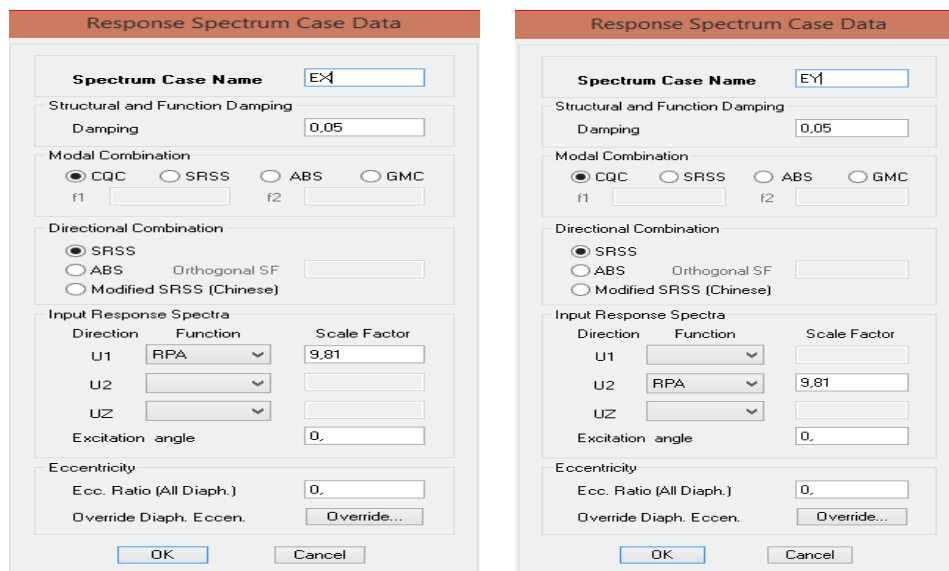 Response Spectrum Case Data
Spectrum Case Name EX
Structural and Function Damping
Damping 0,05
Modal Combination
CQC SRSS ABS GMC
f1 f2
Directional Combination
SRSS
ABS Orthogonal SF
Modified SRSS (Chinese)
Input Response Spectra
Direction Function Scale Factor
U1 RPA 9,81
U2
UZ
Excitation angle 0,
Eccentricity
Ecc. Ratio (All Diaph.) 0,
Override Diaph. Eccen. Override...
OK Cancel
Response Spectrum Case Data
Spectrum Case Name EY
Structural and Function Damping
Damping 0,05
Modal Combination
CQC SRSS ABS GMC
f1 f2
Directional Combination
SRSS
ABS Orthogonal SF
Modified SRSS (Chinese)
Input Response Spectra
Direction Function Scale Factor
U1
U2 RPA 9,81
UZ
Excitation angle 0,
Eccentricity
Ecc. Ratio (All Diaph.) 0,
Override Diaph. Eccen. Override...
OK Cancel